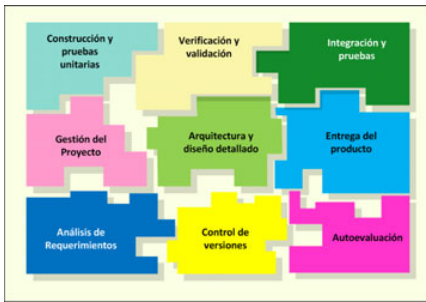 Construcción y
pruebas
unitarias
Verificación y
validación
Integración y
pruebas
Gestión del
Proyecto
Arquitectura y
diseño detallado
Entrega del
producto
Análisis de
Requerimientos
Control de
versiones
Autoevaluación